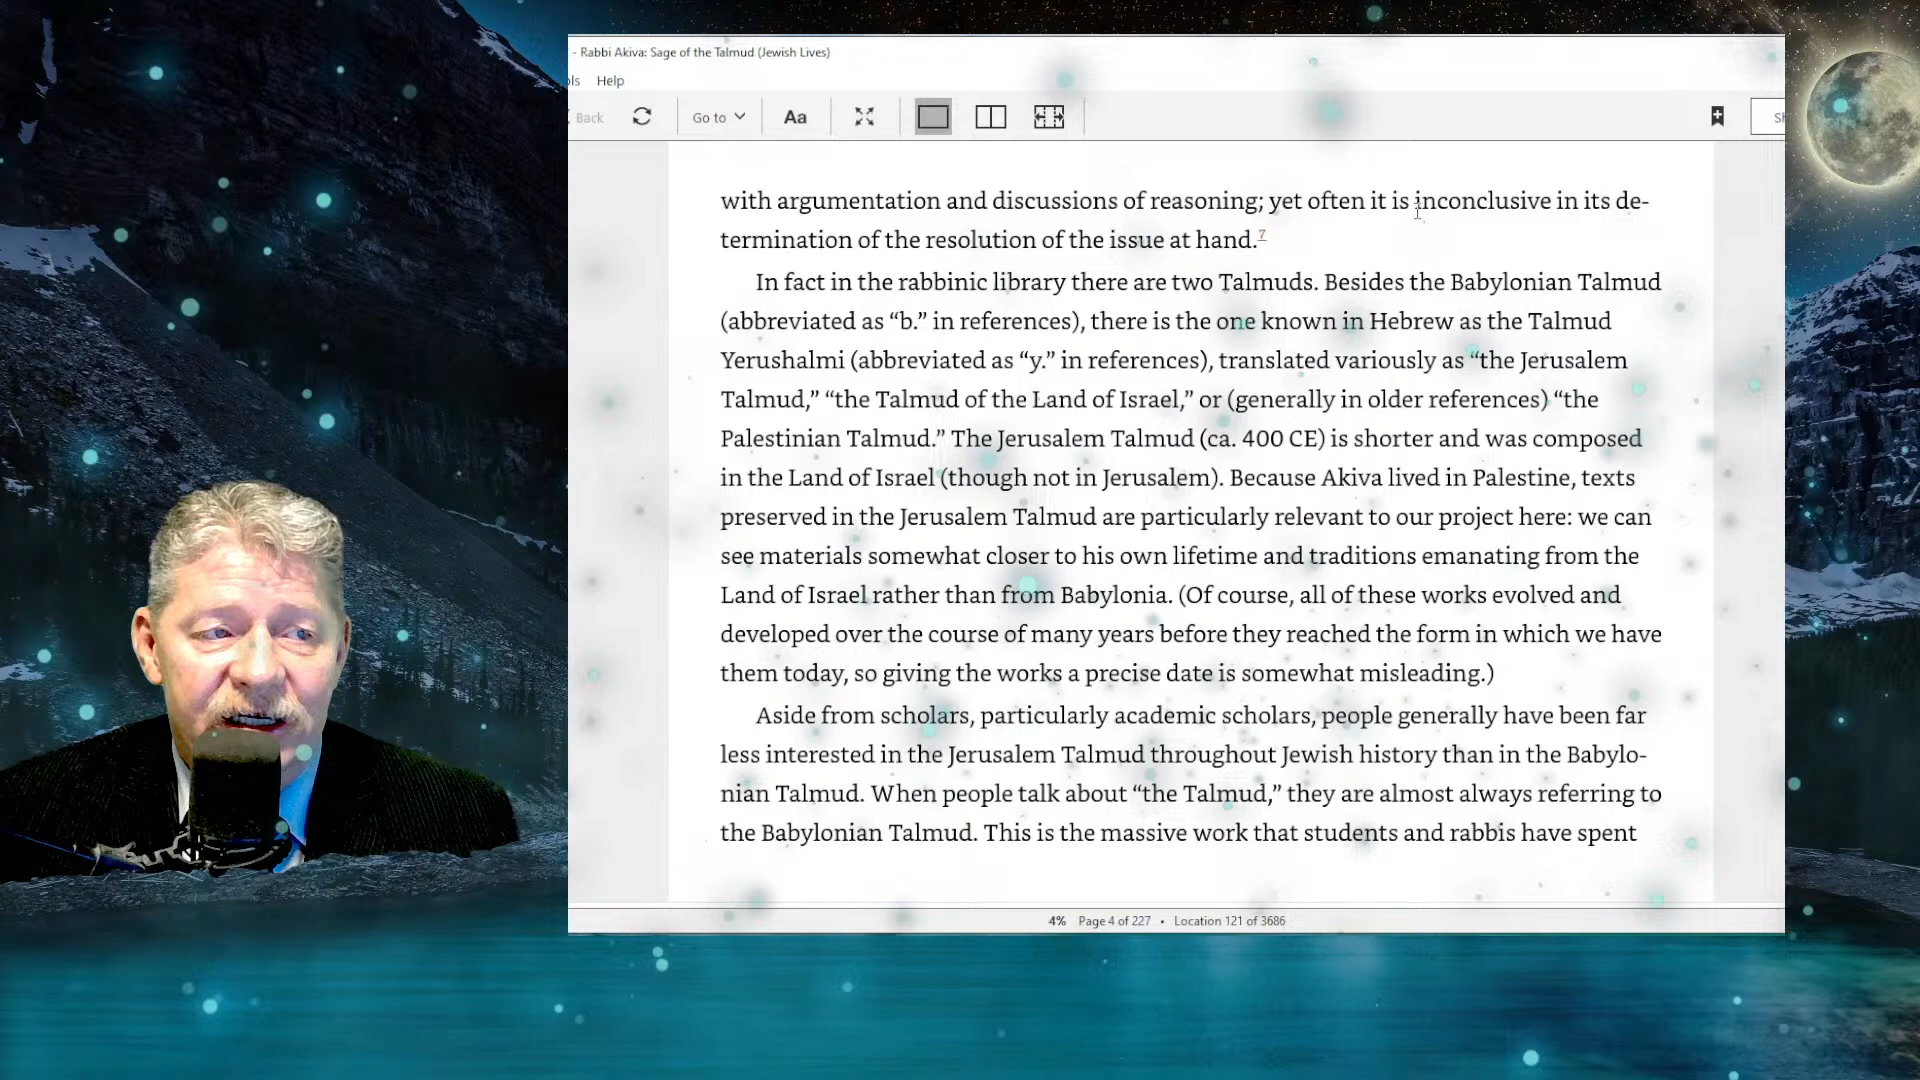 - Rabbi Akiva: Sage of the Talmud (Jewish Lives)
ols Help
Back Go to Aa
with argumentation and discussions of reasoning; yet often it is inconclusive in its de-
termination of the resolution of the issue at hand.7
In fact in the rabbinic library there are two Talmuds. Besides the Babylonian Talmud
(abbreviated as “b.” in references), there is the one known in Hebrew as the Talmud
Yerushalmi (abbreviated as “y.” in references), translated variously as “the Jerusalem
Talmud,” “the Talmud of the Land of Israel,” or (generally in older references) “the
Palestinian Talmud.” The Jerusalem Talmud (ca. 400 CE) is shorter and was composed
in the Land of Israel (though not in Jerusalem). Because Akiva lived in Palestine, texts
preserved in the Jerusalem Talmud are particularly relevant to our project here: we can
see materials somewhat closer to his own lifetime and traditions emanating from the
Land of Israel rather than from Babylonia. (Of course, all of these works evolved and
developed over the course of many years before they reached the form in which we have
them today, so giving the works a precise date is somewhat misleading.)
Aside from scholars, particularly academic scholars, people generally have been far
less interested in the Jerusalem Talmud throughout Jewish history than in the Babylo-
nian Talmud. When people talk about “the Talmud,” they are almost always referring to
the Babylonian Talmud. This is the massive work that students and rabbis have spent
4% Page 4 of 227 • Location 121 of 3686